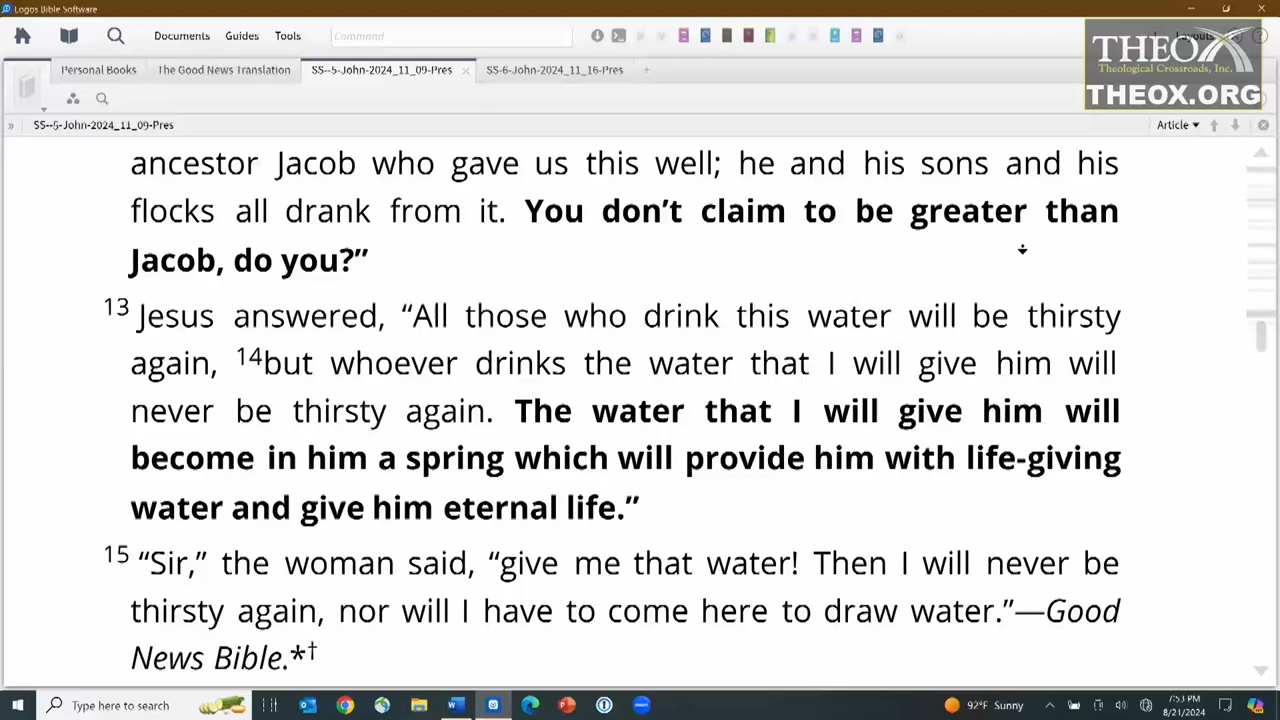 Logos Bible Software
Documents Guides Tools Command
Personal Books The Good News Translation SS--5-John-2024_11_09-Pres SS-6-John-2024_11_16-Pres
THEOX
Theological Crossroads, Inc.
THEOX.ORG
SS--5-John-2024_11_09-Pres Article
ancestor Jacob who gave us this well; he and his sons and his
flocks all drank from it. You don’t claim to be greater than
Jacob, do you?”
13 Jesus answered, “All those who drink this water will be thirsty
again, 14 but whoever drinks the water that I will give him will
never be thirsty again. The water that I will give him will
become in him a spring which will provide him with life-giving
water and give him eternal life.”
15 “Sir,” the woman said, “give me that water! Then I will never be
thirsty again, nor will I have to come here to draw water.”—Good
News Bible.*†
Type here to search 92°F Sunny 7:53 PM
8/21/2024